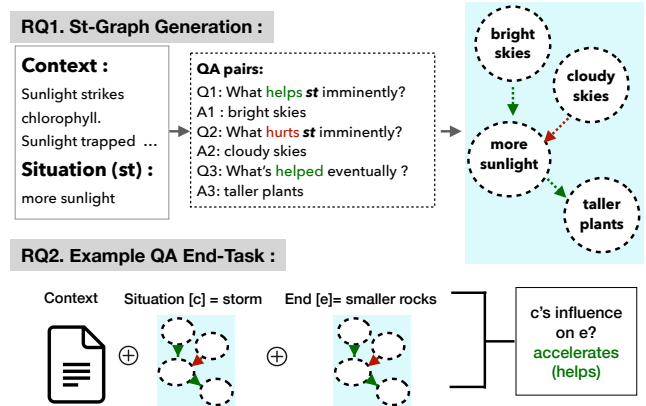 RQ1. St-Graph Generation :
Context :
Sunlight strikes
chlorophyll.
Sunlight trapped ...
Situation (st) :
more sunlight
QA pairs:
Q1: What helps st imminently?
A1 : bright skies
Q2: What hurts st imminently?
A2: cloudy skies
Q3: What's helped eventually ?
A3: taller plants
bright
skies
cloudy
skies
more
sunlight
taller
plants
RQ2. Example QA End-Task :
Context
Situation [c] = storm
End [e]= smaller rocks
c's influence
on e?
accelerates
(helps)